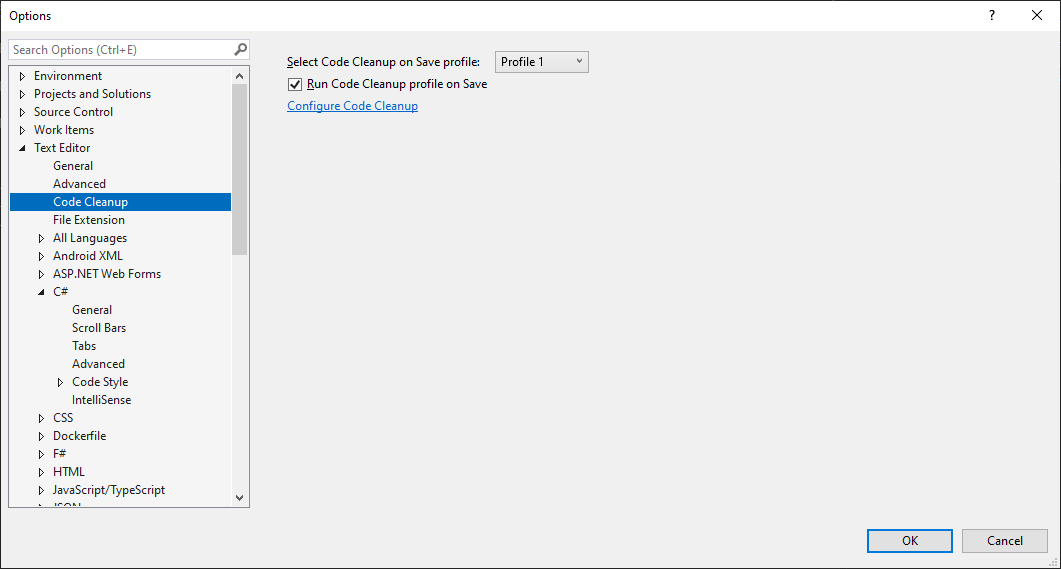 Options
?
Search Options (Ctrl+E)
Environment
Projects and Solutions
Source Control
Work Items
Text Editor
General
Advanced
Code Cleanup
File Extension
All Languages
Android XML
ASP.NET Web Forms
C#
General
Scroll Bars
Tabs
Advanced
Code Style
IntelliSense
CSS
Dockerfile
F#
HTML
JavaScript/TypeScript
JSON
Select Code Cleanup on Save profile: Profile 1
Run Code Cleanup profile on Save
Configure Code Cleanup
OK Cancel